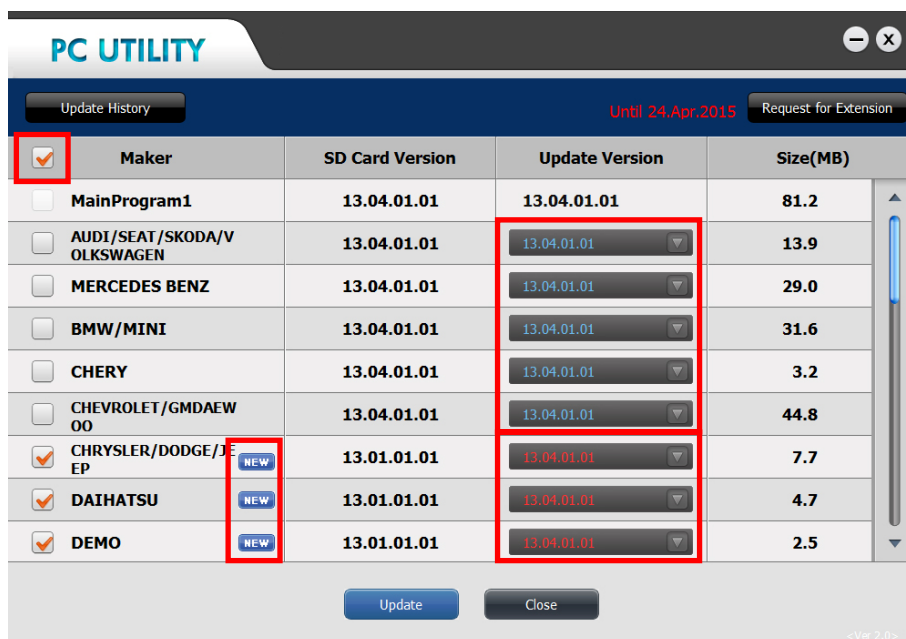 PC UTILITY
Update History
Until 24.Apr.2015
Request for Extension
Maker SD Card Version Update Version Size(MB)
MainProgram1 13.04.01.01 13.04.01.01 81.2
AUDI/SEAT/SKODA/V
OLKSWAGEN 13.04.01.01 13.04.01.01 13.9
MERCEDES BENZ 13.04.01.01 13.04.01.01 29.0
BMW/MINI 13.04.01.01 13.04.01.01 31.6
CHERY 13.04.01.01 13.04.01.01 3.2
CHEVROLET/GMDAEW
OO 13.04.01.01 13.04.01.01 44.8
CHRYSLER/DODGE/JE
EP NEW 13.01.01.01 13.04.01.01 7.7
DAIHATSU NEW 13.01.01.01 13.04.01.01 4.7
DEMO NEW 13.01.01.01 13.04.01.01 2.5
Update Close
<Ver 2.0>